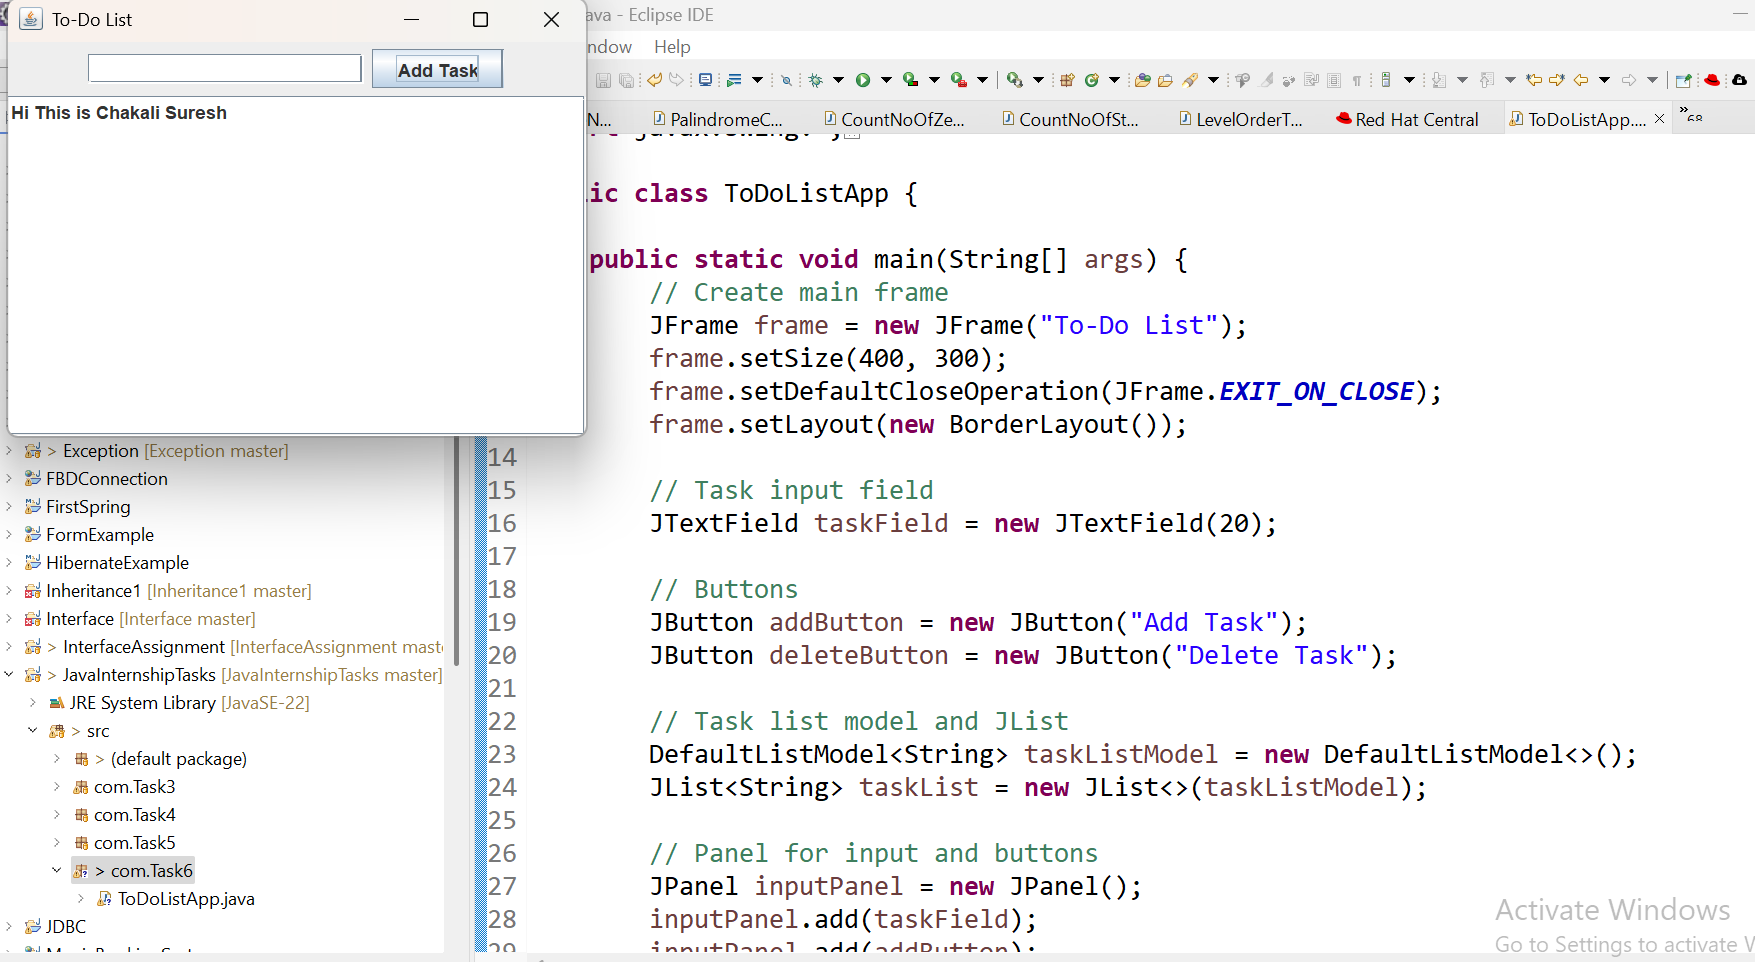 To-Do List
Add Task
Hi This is Chakali Suresh
ava - Eclipse IDE
ndow Help
N... PalindromeC... CountNoOfZe... CountNoOfSt... LevelOrderT... Red Hat Central ToDoListApp.... » 68
ic class ToDoListApp {
public static void main(String[] args) {
// Create main frame
JFrame frame = new JFrame("To-Do List");
frame.setSize(400, 300);
frame.setDefaultCloseOperation(JFrame.EXIT_ON_CLOSE);
frame.setLayout(new BorderLayout());
14
15 // Task input field
16 JTextField taskField = new JTextField(20);
17
18 // Buttons
19 JButton addButton = new JButton("Add Task");
20 JButton deleteButton = new JButton("Delete Task");
21
22 // Task list model and JList
23 DefaultListModel<String> taskListModel = new DefaultListModel<>();
24 JList<String> taskList = new JList<>(taskListModel);
25
26 // Panel for input and buttons
27 JPanel inputPanel = new JPanel();
28 inputPanel.add(taskField);
29 inputPanel.add(addButton);
> Exception [Exception master]
FBDConnection
FirstSpring
FormExample
HibernateExample
Inheritance1 [Inheritance1 master]
Interface [Interface master]
> InterfaceAssignment [InterfaceAssignment mast
> JavaInternshipTasks [JavaInternshipTasks master]
JRE System Library [JavaSE-22]
> src
> (default package)
com.Task3
com.Task4
com.Task5
> com.Task6
ToDoListApp.java
JDBC
Activate Windows
Go to Settings to activate W